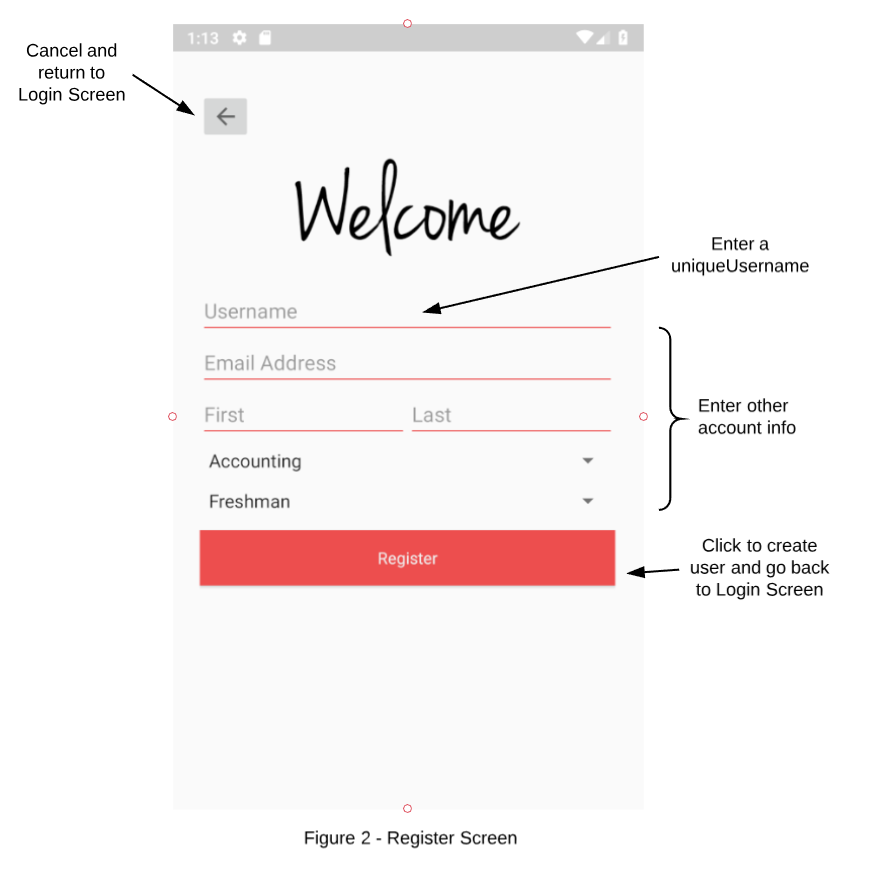 1:13
Cancel and
return to
Login Screen
Welcome
Enter a
uniqueUsername
Username
Email Address
First
Last
Enter other
account info
Accounting
Freshman
Register
Click to create
user and go back
to Login Screen
Figure 2 - Register Screen